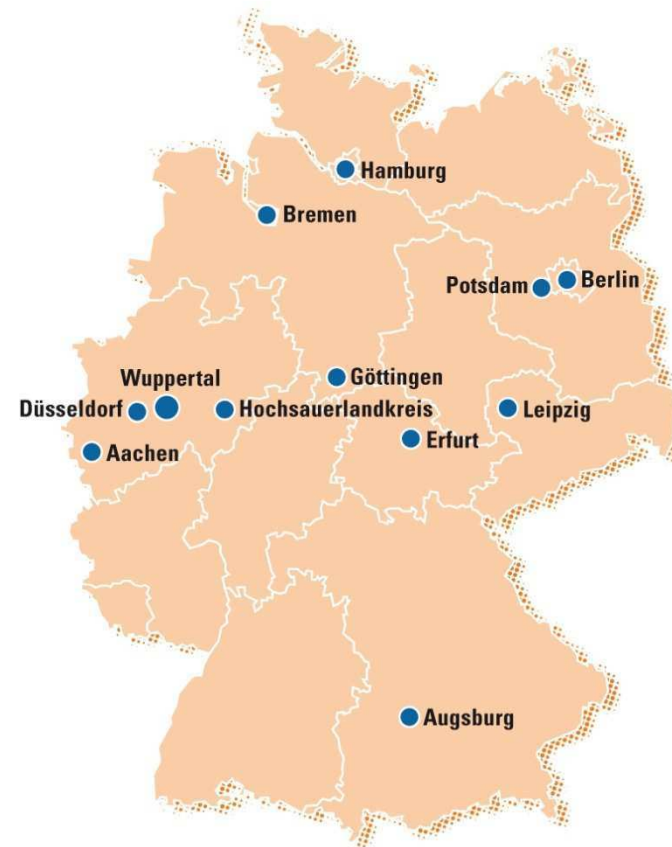 Hamburg
Bremen
Berlin
Potsdam
Göttingen
Wuppertal
Düsseldorf
Hochsauerlandkreis
Leipzig
Erfurt
Aachen
Augsburg